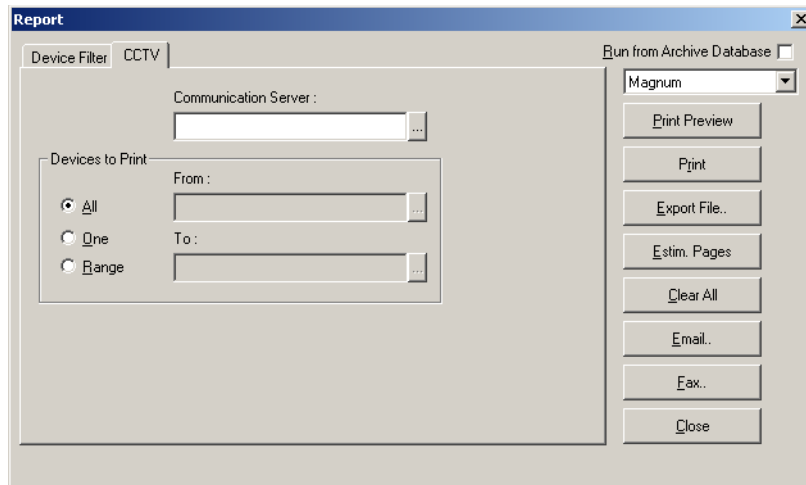 Report
Device Filter CCTV
Run from Archive Database
Magnum
Communication Server :
...
Print Preview
Devices to Print
From :
Print
All
...
Export File..
One
To :
Range
...
Estim. Pages
Clear All
Email..
Fax..
Close